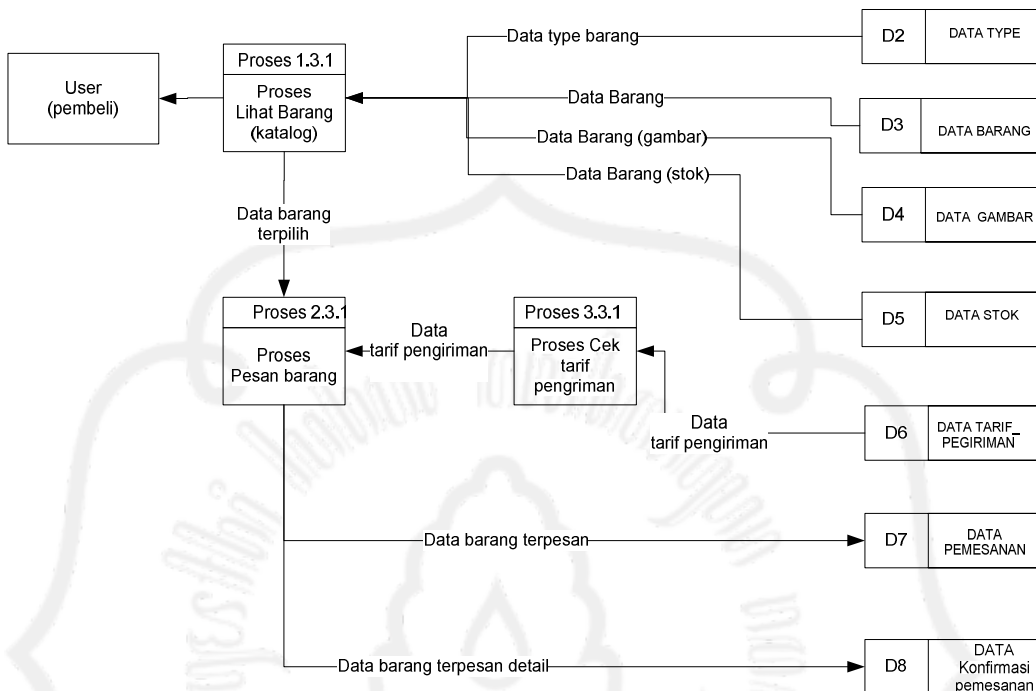 User
(pembeli)
Proses 1.3.1
Proses
Lihat Barang
(katalog)
Data type barang
D2
DATA TYPE
Data Barang
D3
DATA BARANG
Data Barang (gambar)
Data Barang (stok)
D4
DATA GAMBAR
Data barang
terpilih
D5
DATA STOK
Proses 2.3.1
Proses
Pesan barang
Data
tarif pengiriman
Proses 3.3.1
Proses Cek
tarif
pengriman
Data
tarif pengiriman
D6
DATA TARIF_
PEGIRIMAN
Data barang terpesan
D7
DATA
PEMESANAN
Data barang terpesan detail
D8
DATA
Konfirmasi
pemesanan